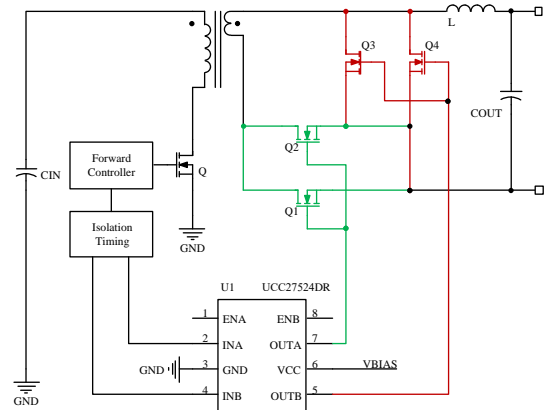 L
Q3
Q4
COUT
Q2
Q1
Forward
Controller
Q
CIN
Isolation
Timing
GND
U1
UCC27524DR
1
ENA
ENB
8
2
INA
OUTA
7
GND
3
GND
VCC
6
VBIAS
4
INB
OUTB
5
GND